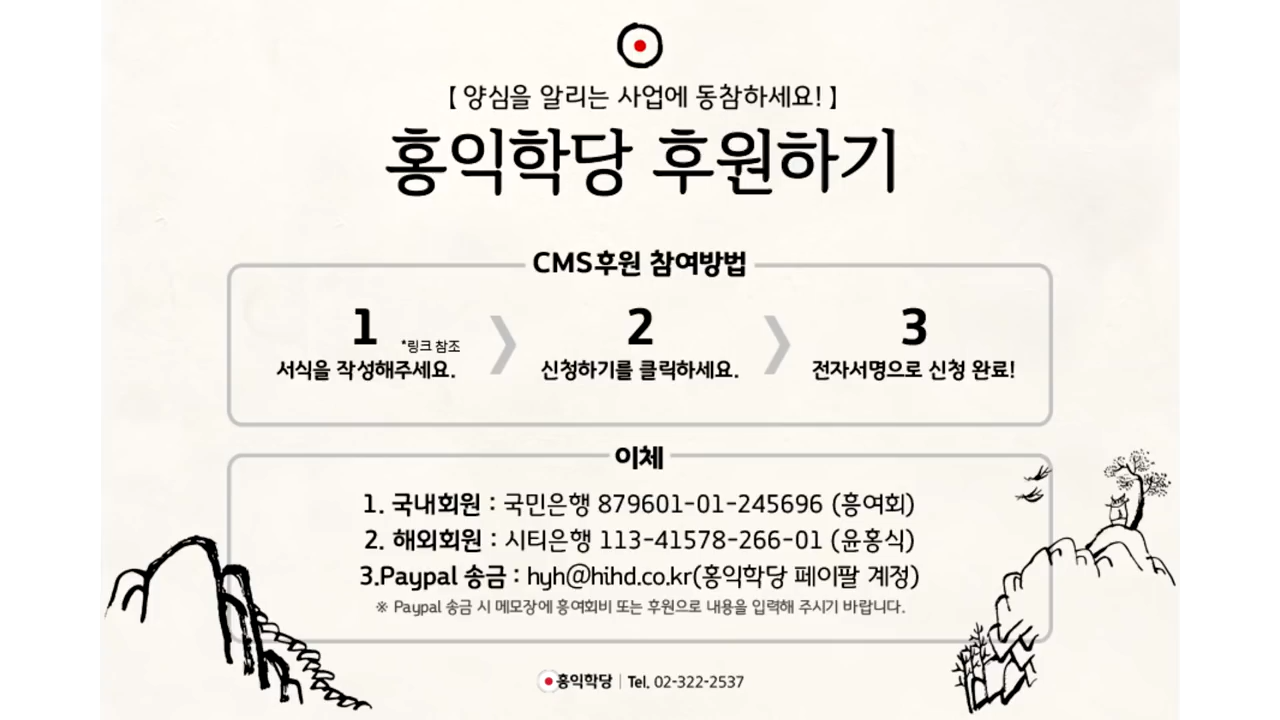 【 양심을 알리는 사업에 동참하세요! 】
홍익학당 후원하기
CMS후원 참여방법
1 *링크 참조
서식을 작성해주세요.
2
신청하기를 클릭하세요.
3
전자서명으로 신청 완료!
이체
1. 국내회원 : 국민은행 879601-01-245696 (흥여회)
2. 해외회원 : 시티은행 113-41578-266-01 (윤홍식)
3.Paypal 송금 : hyh@hihd.co.kr(홍익학당 페이팔 계정)
※ Paypal 송금 시 메모장에 흥여회비 또는 후원으로 내용을 입력해 주시기 바랍니다.
홍익학당 | Tel. 02-322-2537